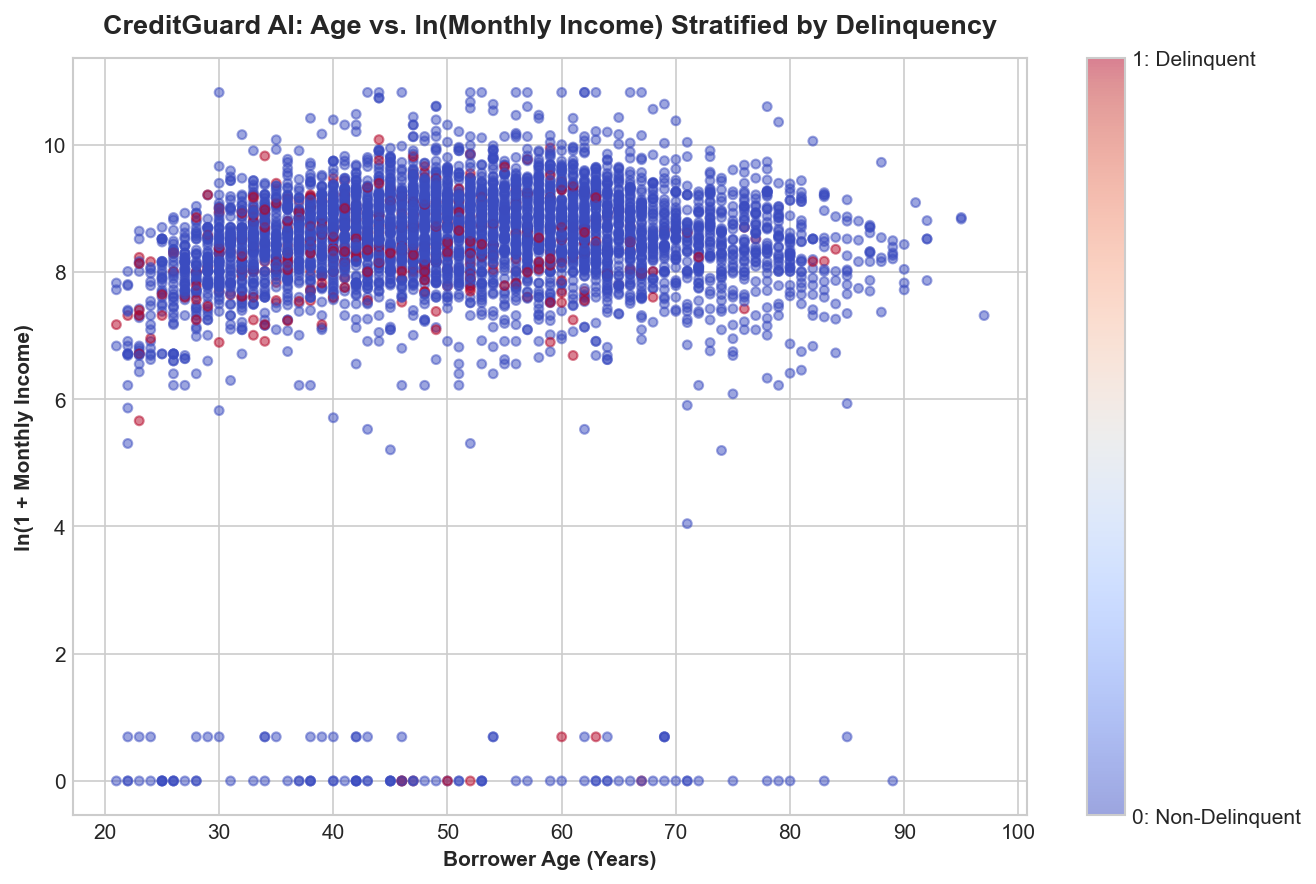 CreditGuard AI: Age vs. ln(Monthly Income) Stratified by Delinquency
1: Delinquent
0: Non-Delinquent
ln(1 + Monthly Income)
10
8
6
4
2
0
20 30 40 50 60 70 80 90 100
Borrower Age (Years)